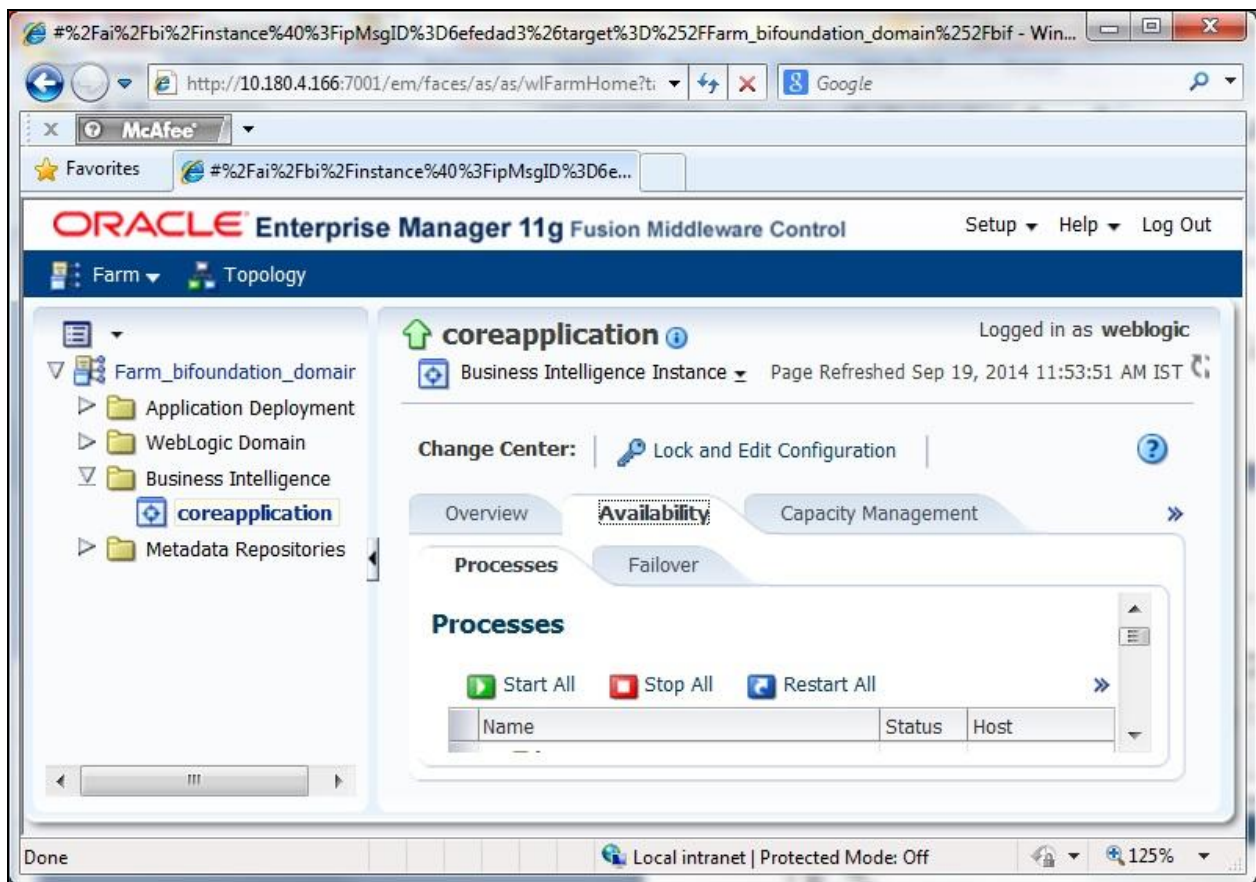 #%2Fai%2Fbi%2Finstance%40%3FipMsgID%3D6efedad3%26target%3D%252FFarm_bifoundation_domain%252Fbif - Win...
http://10.180.4.166:7001/em/faces/as/as/wlFarmHome?t
Google
McAfee
Favorites
#%2Fai%2Fbi%2Finstance%40%3FipMsgID%3D6e...
ORACLE Enterprise Manager 11g Fusion Middleware Control
Setup Help Log Out
Farm Topology
Farm_bifoundation_domair
Application Deployment
WebLogic Domain
Business Intelligence
coreapplication
Metadata Repositories
coreapplication
Logged in as weblogic
Business Intelligence Instance Page Refreshed Sep 19, 2014 11:53:51 AM IST
Change Center: Lock and Edit Configuration
Overview Availability Capacity Management
Processes Failover
Processes
Start All Stop All Restart All
Name Status Host
Done Local intranet | Protected Mode: Off 125%